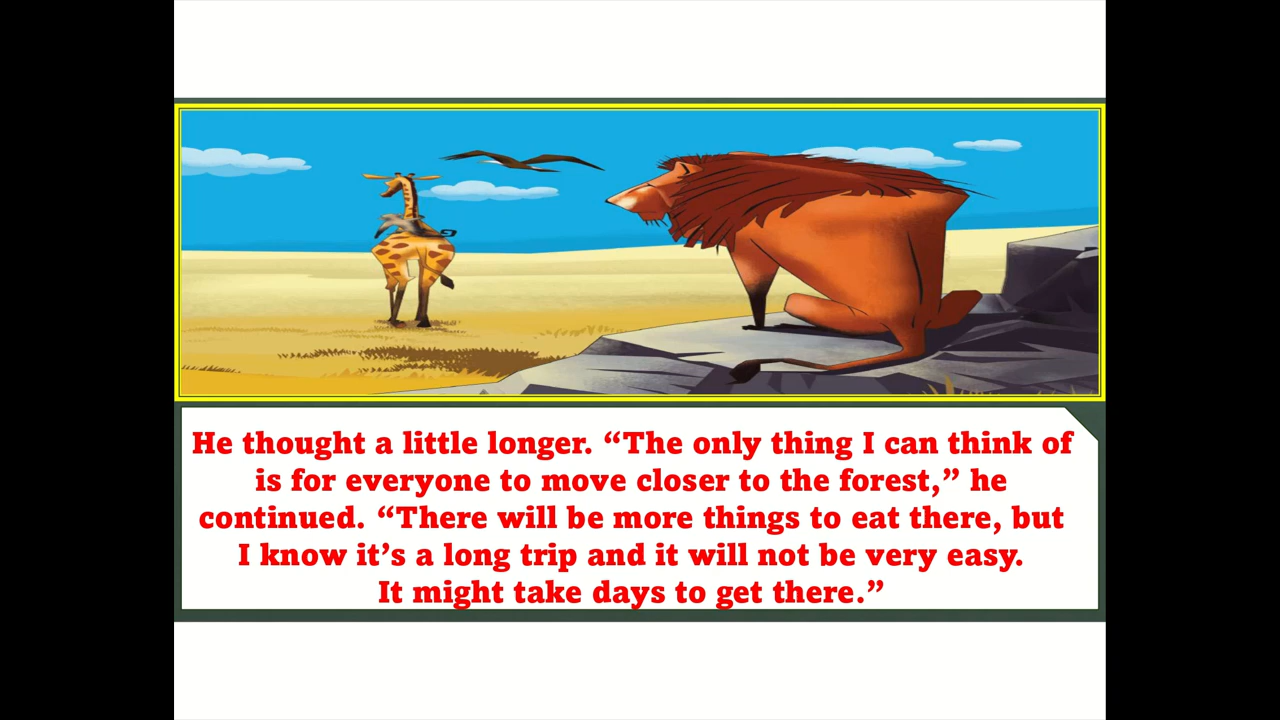 He thought a little longer. “The only thing I can think of
is for everyone to move closer to the forest,” he
continued. “There will be more things to eat there, but
I know it’s a long trip and it will not be very easy.
It might take days to get there.”